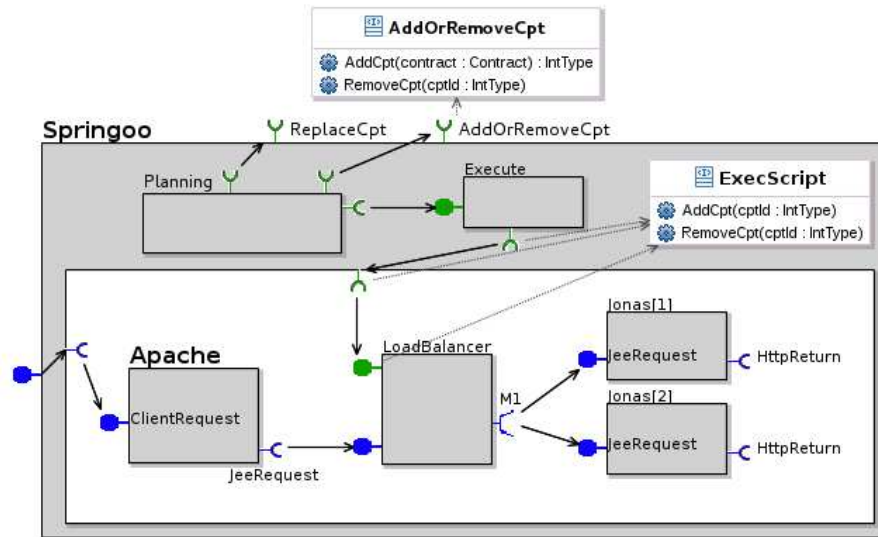 AddOrRemoveCpt
AddCpt(contract : Contract) : IntType
RemoveCpt(cptId : IntType)
Springoo
ReplaceCpt
AddOrRemoveCpt
Planning
Execute
ExecScript
AddCpt(cptId : IntType)
RemoveCpt(cptId : IntType)
Apache
ClientRequest
JeeRequest
LoadBalancer
M1
Jonas[1]
JeeRequest
HttpReturn
Jonas[2]
JeeRequest
HttpReturn